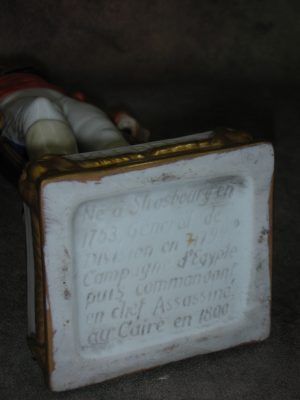 Né à Strasbourg en
1753, Général de
Division en
Campagne d'Egypte
puis commandant
en chef Assassiné
au Caire en 1800